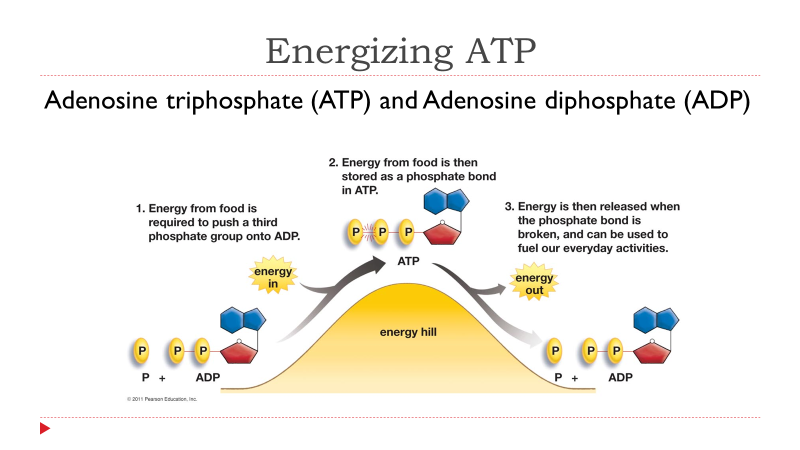 Energizing ATP
Adenosine triphosphate (ATP) and Adenosine diphosphate (ADP)
1. Energy from food is
required to push a third
phosphate group onto ADP.
2. Energy from food is then
stored as a phosphate bond
in ATP.
3. Energy is then released when
the phosphate bond is
broken, and can be used to
fuel our everyday activities.
P P P
ATP
energy
in
energy
out
energy hill
P P P
P + ADP
P P P
P + ADP
© 2011 Pearson Education, Inc.